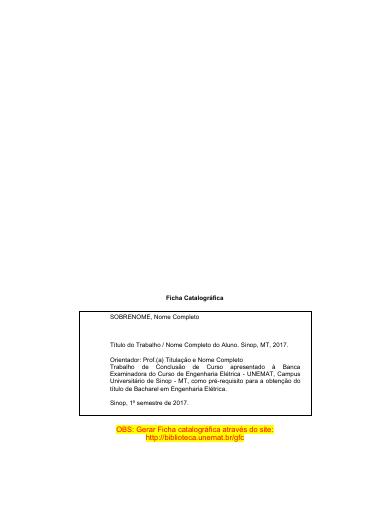 Ficha Catalográfica
SOBRENOME, Nome Completo
Título do Trabalho / Nome Completo do Aluno. Sinop, MT, 2017.
Orientador: Prof.(a) Titulação e Nome Completo
Trabalho de Conclusão de Curso apresentado à Banca
Examinadora do Curso de Engenharia Elétrica - UNEMAT, Campus
Universitário de Sinop - MT, como pré-requisito para a obtenção do
título de Bacharel em Engenharia Elétrica.
Sinop, 1º semestre de 2017.
OBS: Gerar Ficha catalográfica através do site:
http://biblioteca.unemat.br/gfc